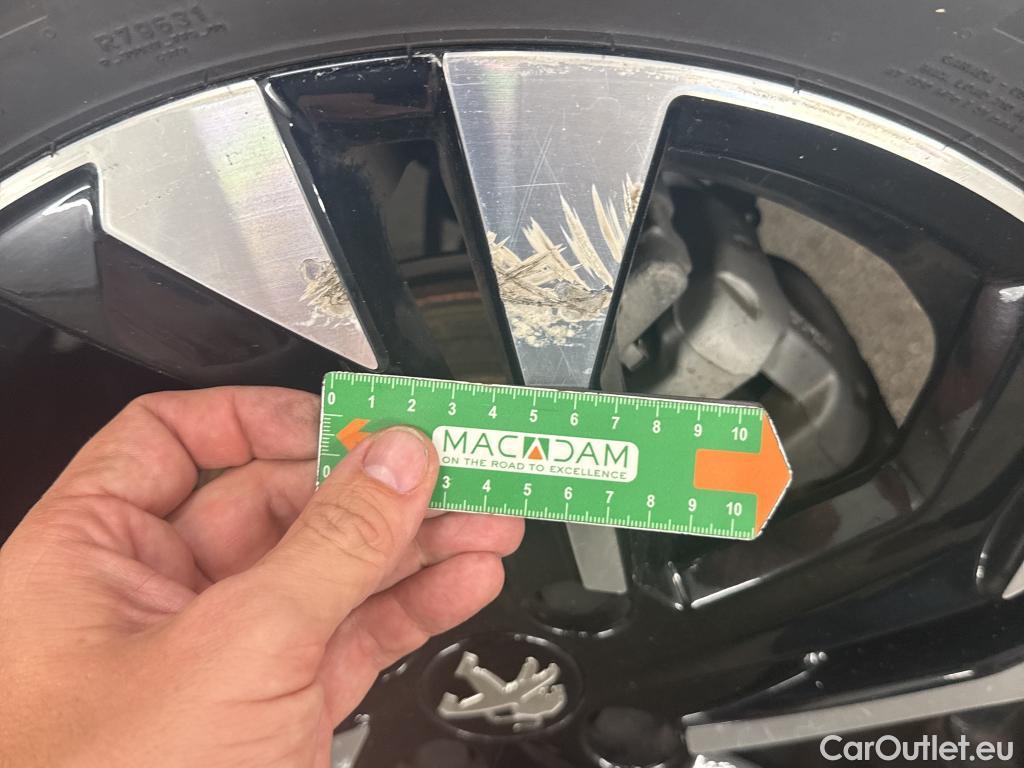 R79631
0 1 2 3 4 5 6 7 8 9 10
MACADAM
ON THE ROAD TO EXCELLENCE
0 3 4 5 6 7 8 9 10
CarOutlet.eu